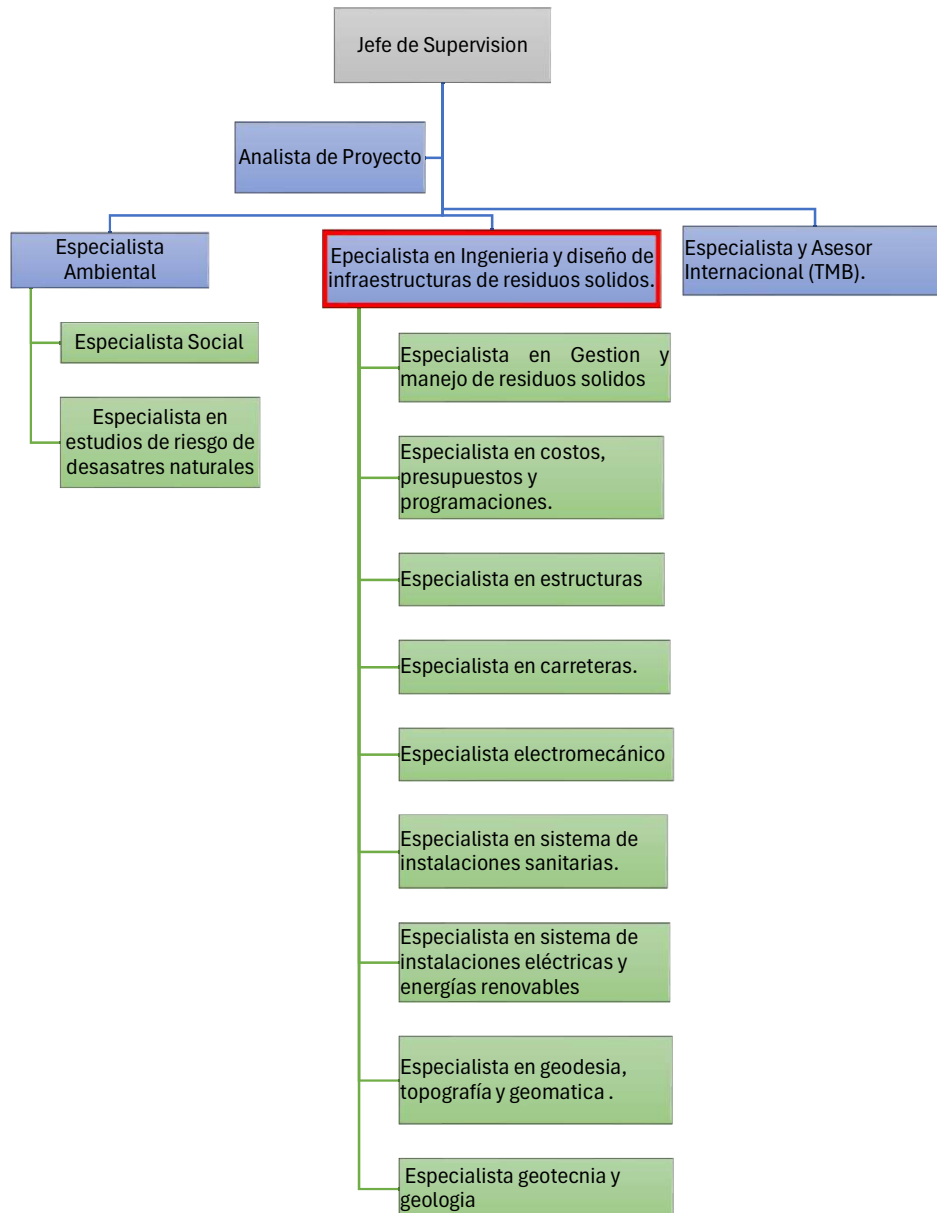 Jefe de Supervision
Analista de Proyecto
Especialista
Ambiental
Epecialista en Ingenieria y diseño de
infraestructuras de residuos solidos.
Especialista y Asesor
Internacional (TMB).
Especialista Social
Especialista en
estudios de riesgo de
desasatres naturales
Especialista en Gestion y
manejo de residuos solidos
Especialista en costos,
presupuestos y
programaciones.
Especialista en estructuras
Especialista en carreteras.
Especialista electromecánico
Especialista en sistema de
instalaciones sanitarias.
Especialista en sistema de
instalaciones eléctricas y
energías renovables
Especialista en geodesia,
topografía y geomatica .
Especialista geotecnia y
geologia